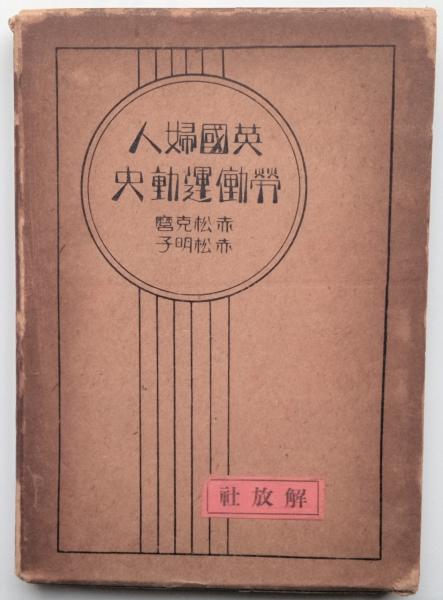 英國婦人
勞働運動史
赤松克麿
赤松明子
解放社